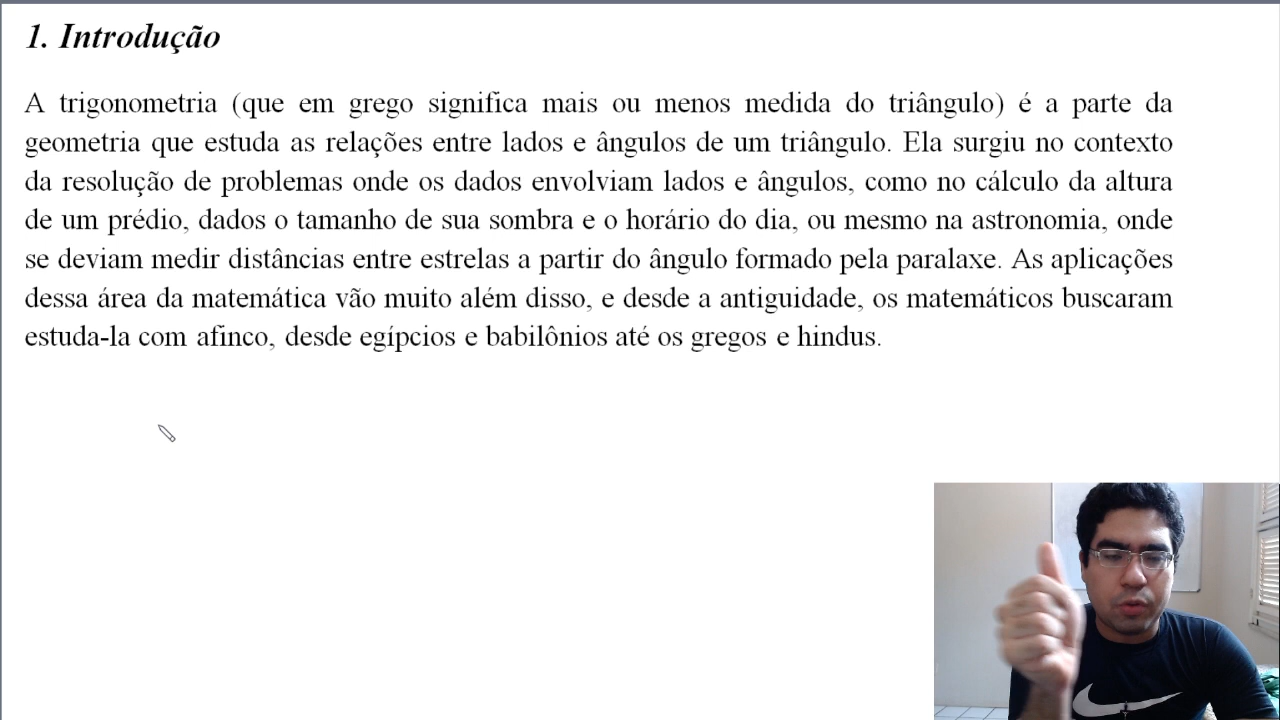 1. Introdução
A trigonometria (que em grego significa mais ou menos medida do triângulo) é a parte da
geometria que estuda as relações entre lados e ângulos de um triângulo. Ela surgiu no contexto
da resolução de problemas onde os dados envolviam lados e ângulos, como no cálculo da altura
de um prédio, dados o tamanho de sua sombra e o horário do dia, ou mesmo na astronomia, onde
se deviam medir distâncias entre estrelas a partir do ângulo formado pela paralaxe. As aplicações
dessa área da matemática vão muito além disso, e desde a antiguidade, os matemáticos buscaram
estuda-la com afinco, desde egípcios e babilônios até os gregos e hindus.